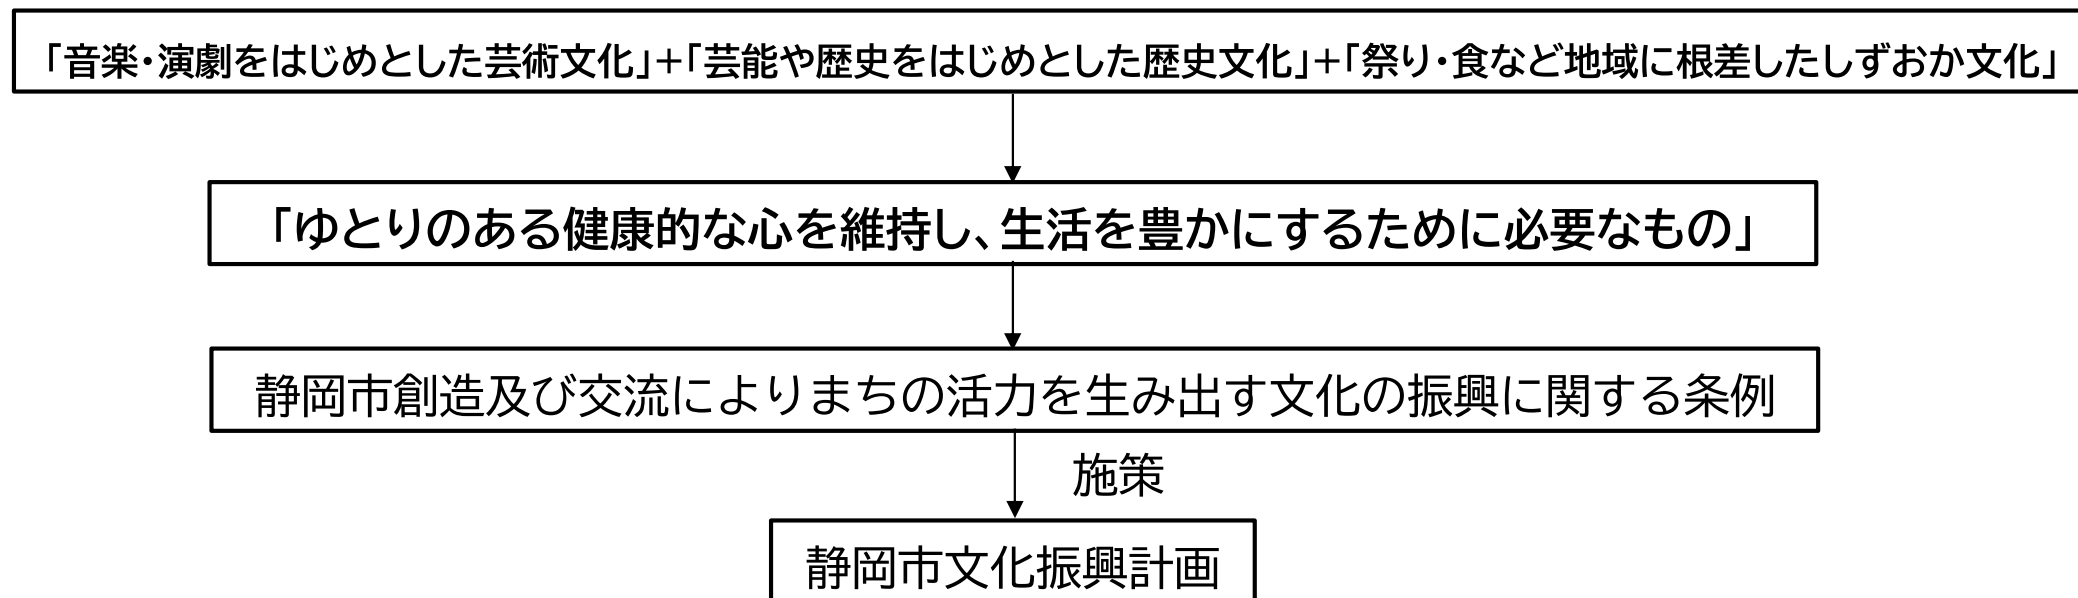 「音楽・演劇をはじめとした芸術文化」+「芸能や歴史をはじめとした歴史文化」+「祭り・食など地域に根差したしずおか文化」
「ゆとりのある健康的な心を維持し、生活を豊かにするために必要なもの」
静岡市創造及び交流によりまちの活力を生み出す文化の振興に関する条例
施策
静岡市文化振興計画